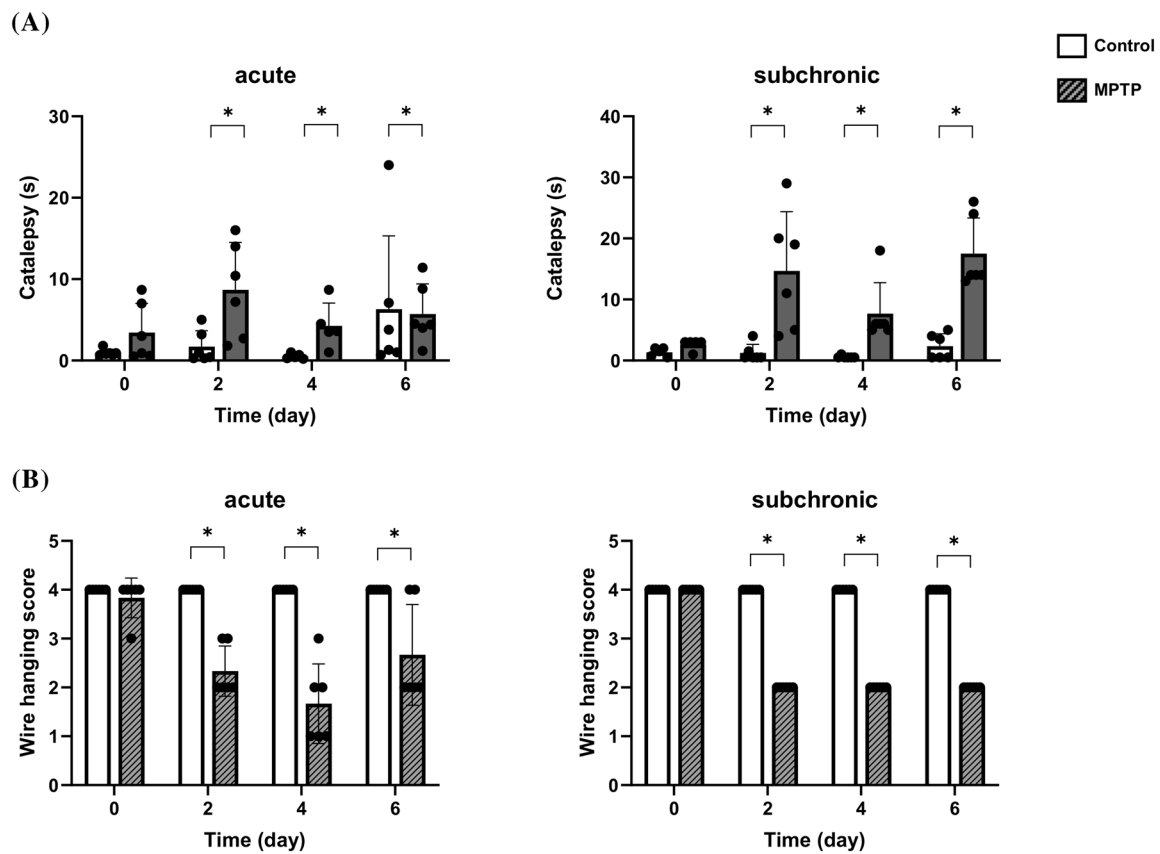 (A)
Control
MPTP
acute
subchronic
* * *
* * *
30
20
10
0
Catalepsy (s)
0 2 4 6
Time (day)
40
30
20
10
0
Catalepsy (s)
0 2 4 6
Time (day)
(B)
acute
subchronic
* * *
* * *
5
4
3
2
1
0
Wire hanging score
0 2 4 6
Time (day)
5
4
3
2
1
0
Wire hanging score
0 2 4 6
Time (day)